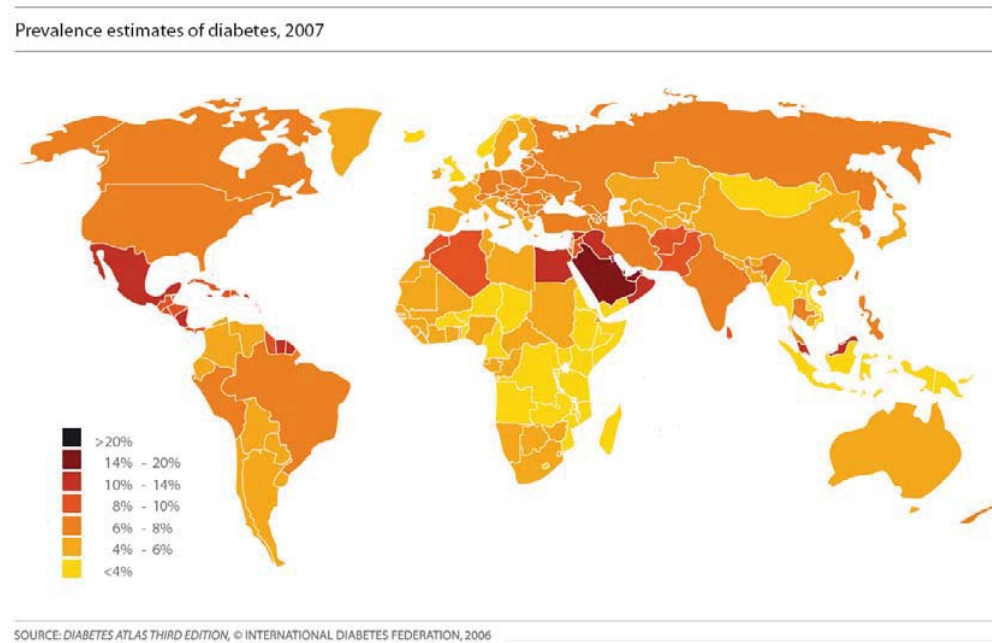 Prevalence estimates of diabetes, 2007
>20%
14% - 20%
10% - 14%
8% - 10%
6% - 8%
4% - 6%
<4%
SOURCE: DIABETES ATLAS THIRD EDITION, © INTERNATIONAL DIABETES FEDERATION, 2006